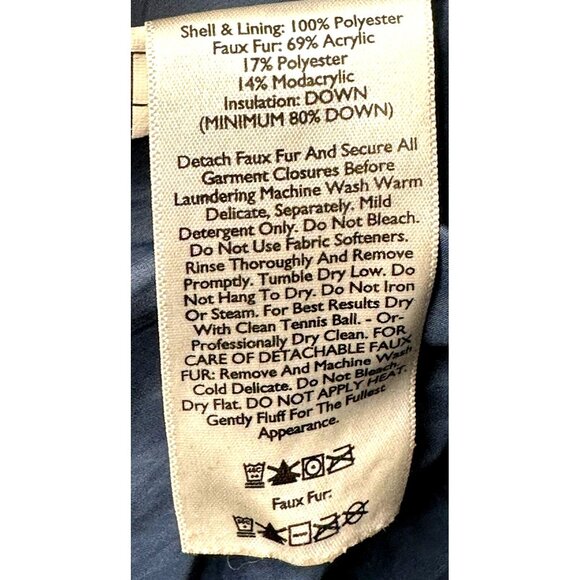 Shell & Lining: 100% Polyester
Faux Fur: 69% Acrylic
17% Polyester
14% Modacrylic
Insulation: DOWN
(MINIMUM 80% DOWN)
Detach Faux Fur And Secure All
Garment Closures Before
Laundering Machine Wash Warm
Delicate, Separately. Mild
Detergent Only. Do Not Bleach.
Do Not Use Fabric Softeners.
Rinse Thoroughly And Remove
Promptly. Tumble Dry Low. Do
Not Hang To Dry. Do Not Iron
Or Steam. For Best Results Dry
With Clean Tennis Ball. - Or-
Professionally Dry Clean. FOR
CARE OF DETACHABLE FAUX
FUR: Remove And Machine Wash
Cold Delicate. Do Not Bleach.
Dry Flat. DO NOT APPLY HEAT.
Gently Fluff For The Fullest
Appearance.
Faux Fur: